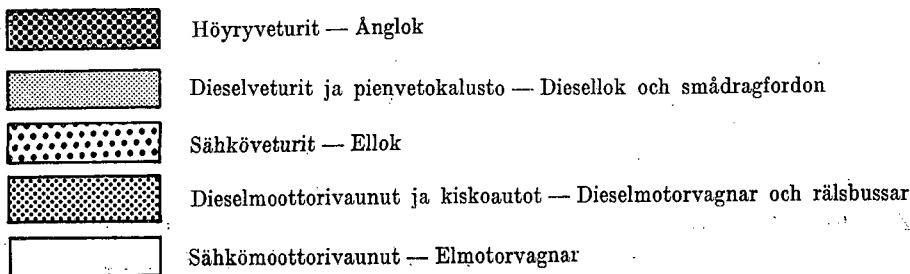 Höyryveturit — Ånglok
Dieselveturit ja pienvetokalusto — Diesellok och smådragfordon
Sähköveturit — Ellok
Dieselmoottorivaunut ja kiskoautot — Dieselmotorvagnar och rälsbussar
Sähkömoottorivaunut — Elmotorvagnar